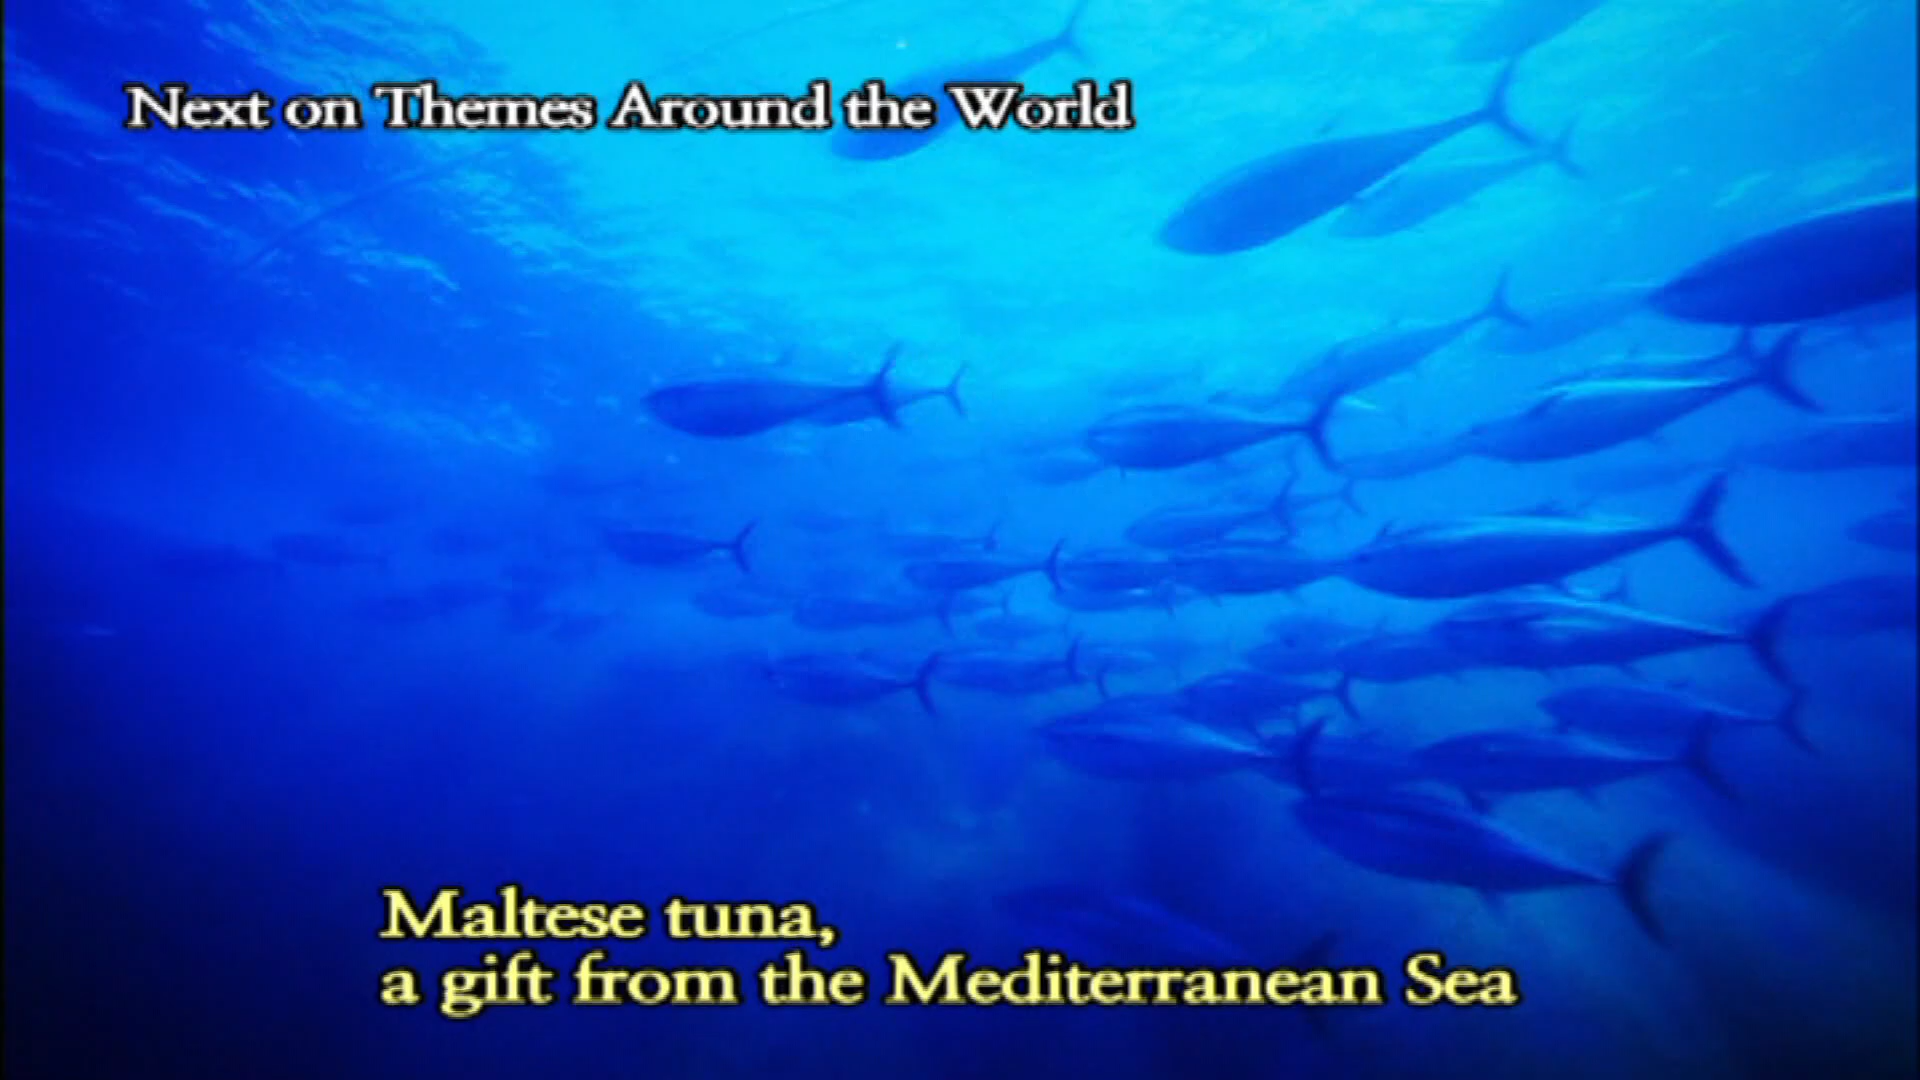 Next on Themes Around the World
Maltese tuna,
a gift from the Mediterranean Sea